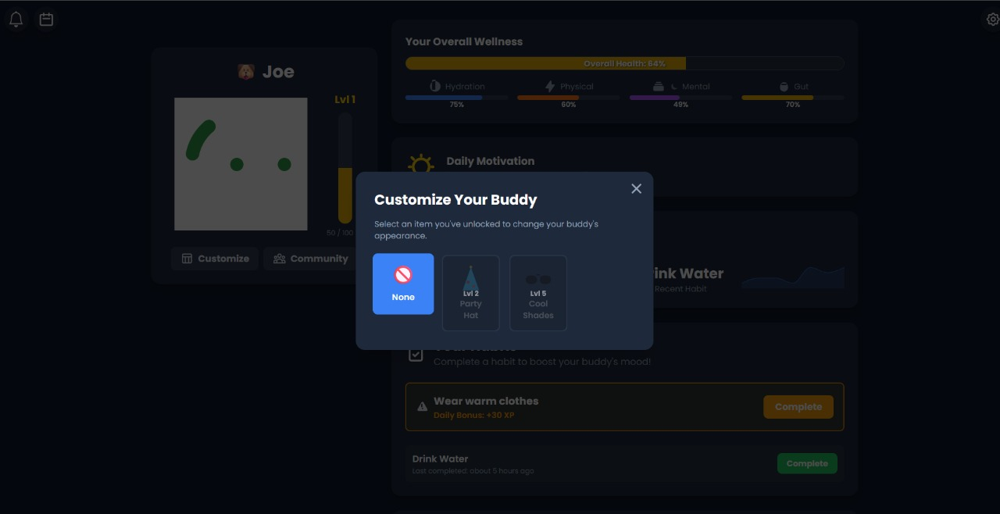 Your Overall Wellness
Overall Health: 64%
Hydration
Physical
Mental
Gut
75%
60%
49%
70%
Joe
Lvl 1
50 / 100
Customize
Community
Daily Motivation
Customize Your Buddy
Select an item you've unlocked to change your buddy's
appearance.
None
Lvl 2
Party
Hat
Lvl 5
Cool
Shades
rink Water
Recent Habit
Complete a habit to boost your buddy's mood!
Wear warm clothes
Daily Bonus: +30 XP
Complete
Drink Water
Last completed: about 5 hours ago
Complete